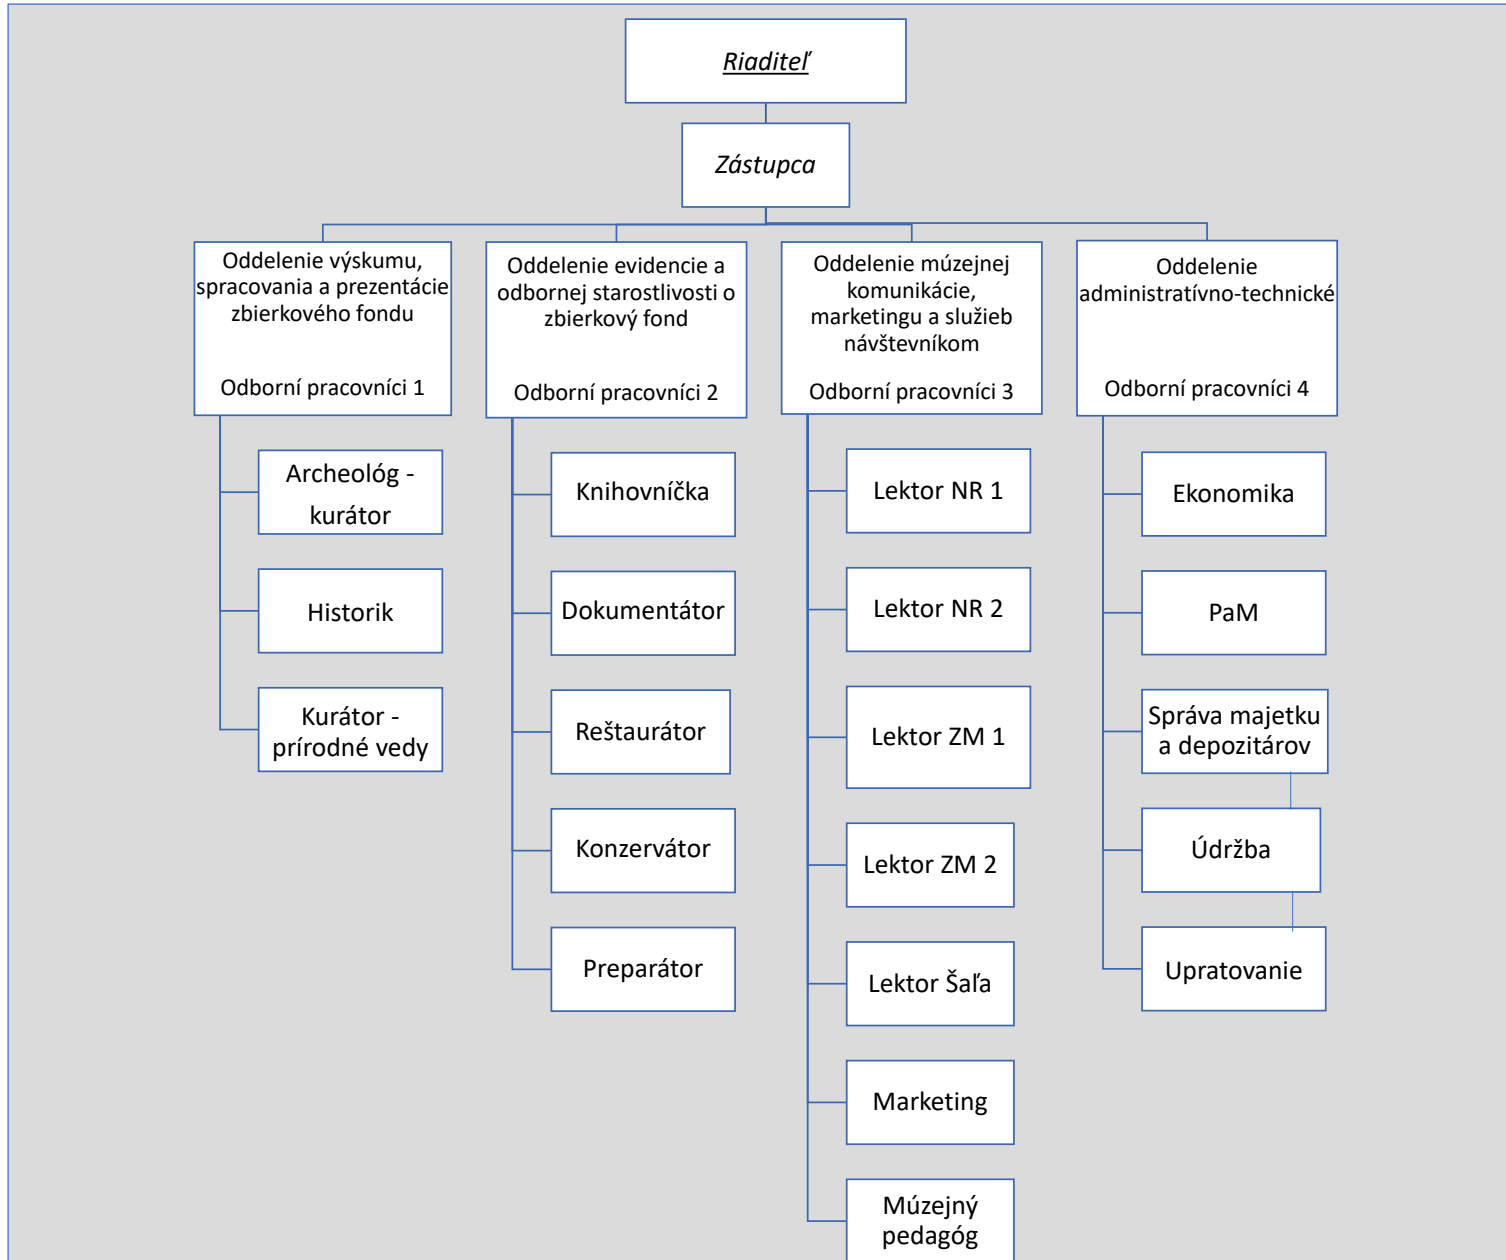 Riaditeľ
Zástupca
Oddelenie výskumu,
spracovania a prezentácie
zbierkového fondu
Odborní pracovníci 1
Archeológ -
kurátor
Historik
Kurátor -
prírodné vedy
Oddelenie evidencie a
odbornej starostlivosti o
zbierkový fond
Odborní pracovníci 2
Knihovníčka
Dokumentátor
Reštaurátor
Konzervátor
Preparátor
Oddelenie múzejnej
komunikácie,
marketingu a služieb
návštevníkom
Odborní pracovníci 3
Lektor NR 1
Lektor NR 2
Lektor ZM 1
Lektor ZM 2
Lektor Šaľa
Marketing
Múzejný
pedagóg
Oddelenie
administratívno-technické
Odborní pracovníci 4
Ekonomika
PaM
Správa majetku
a depozitárov
Údržba
Upratovanie